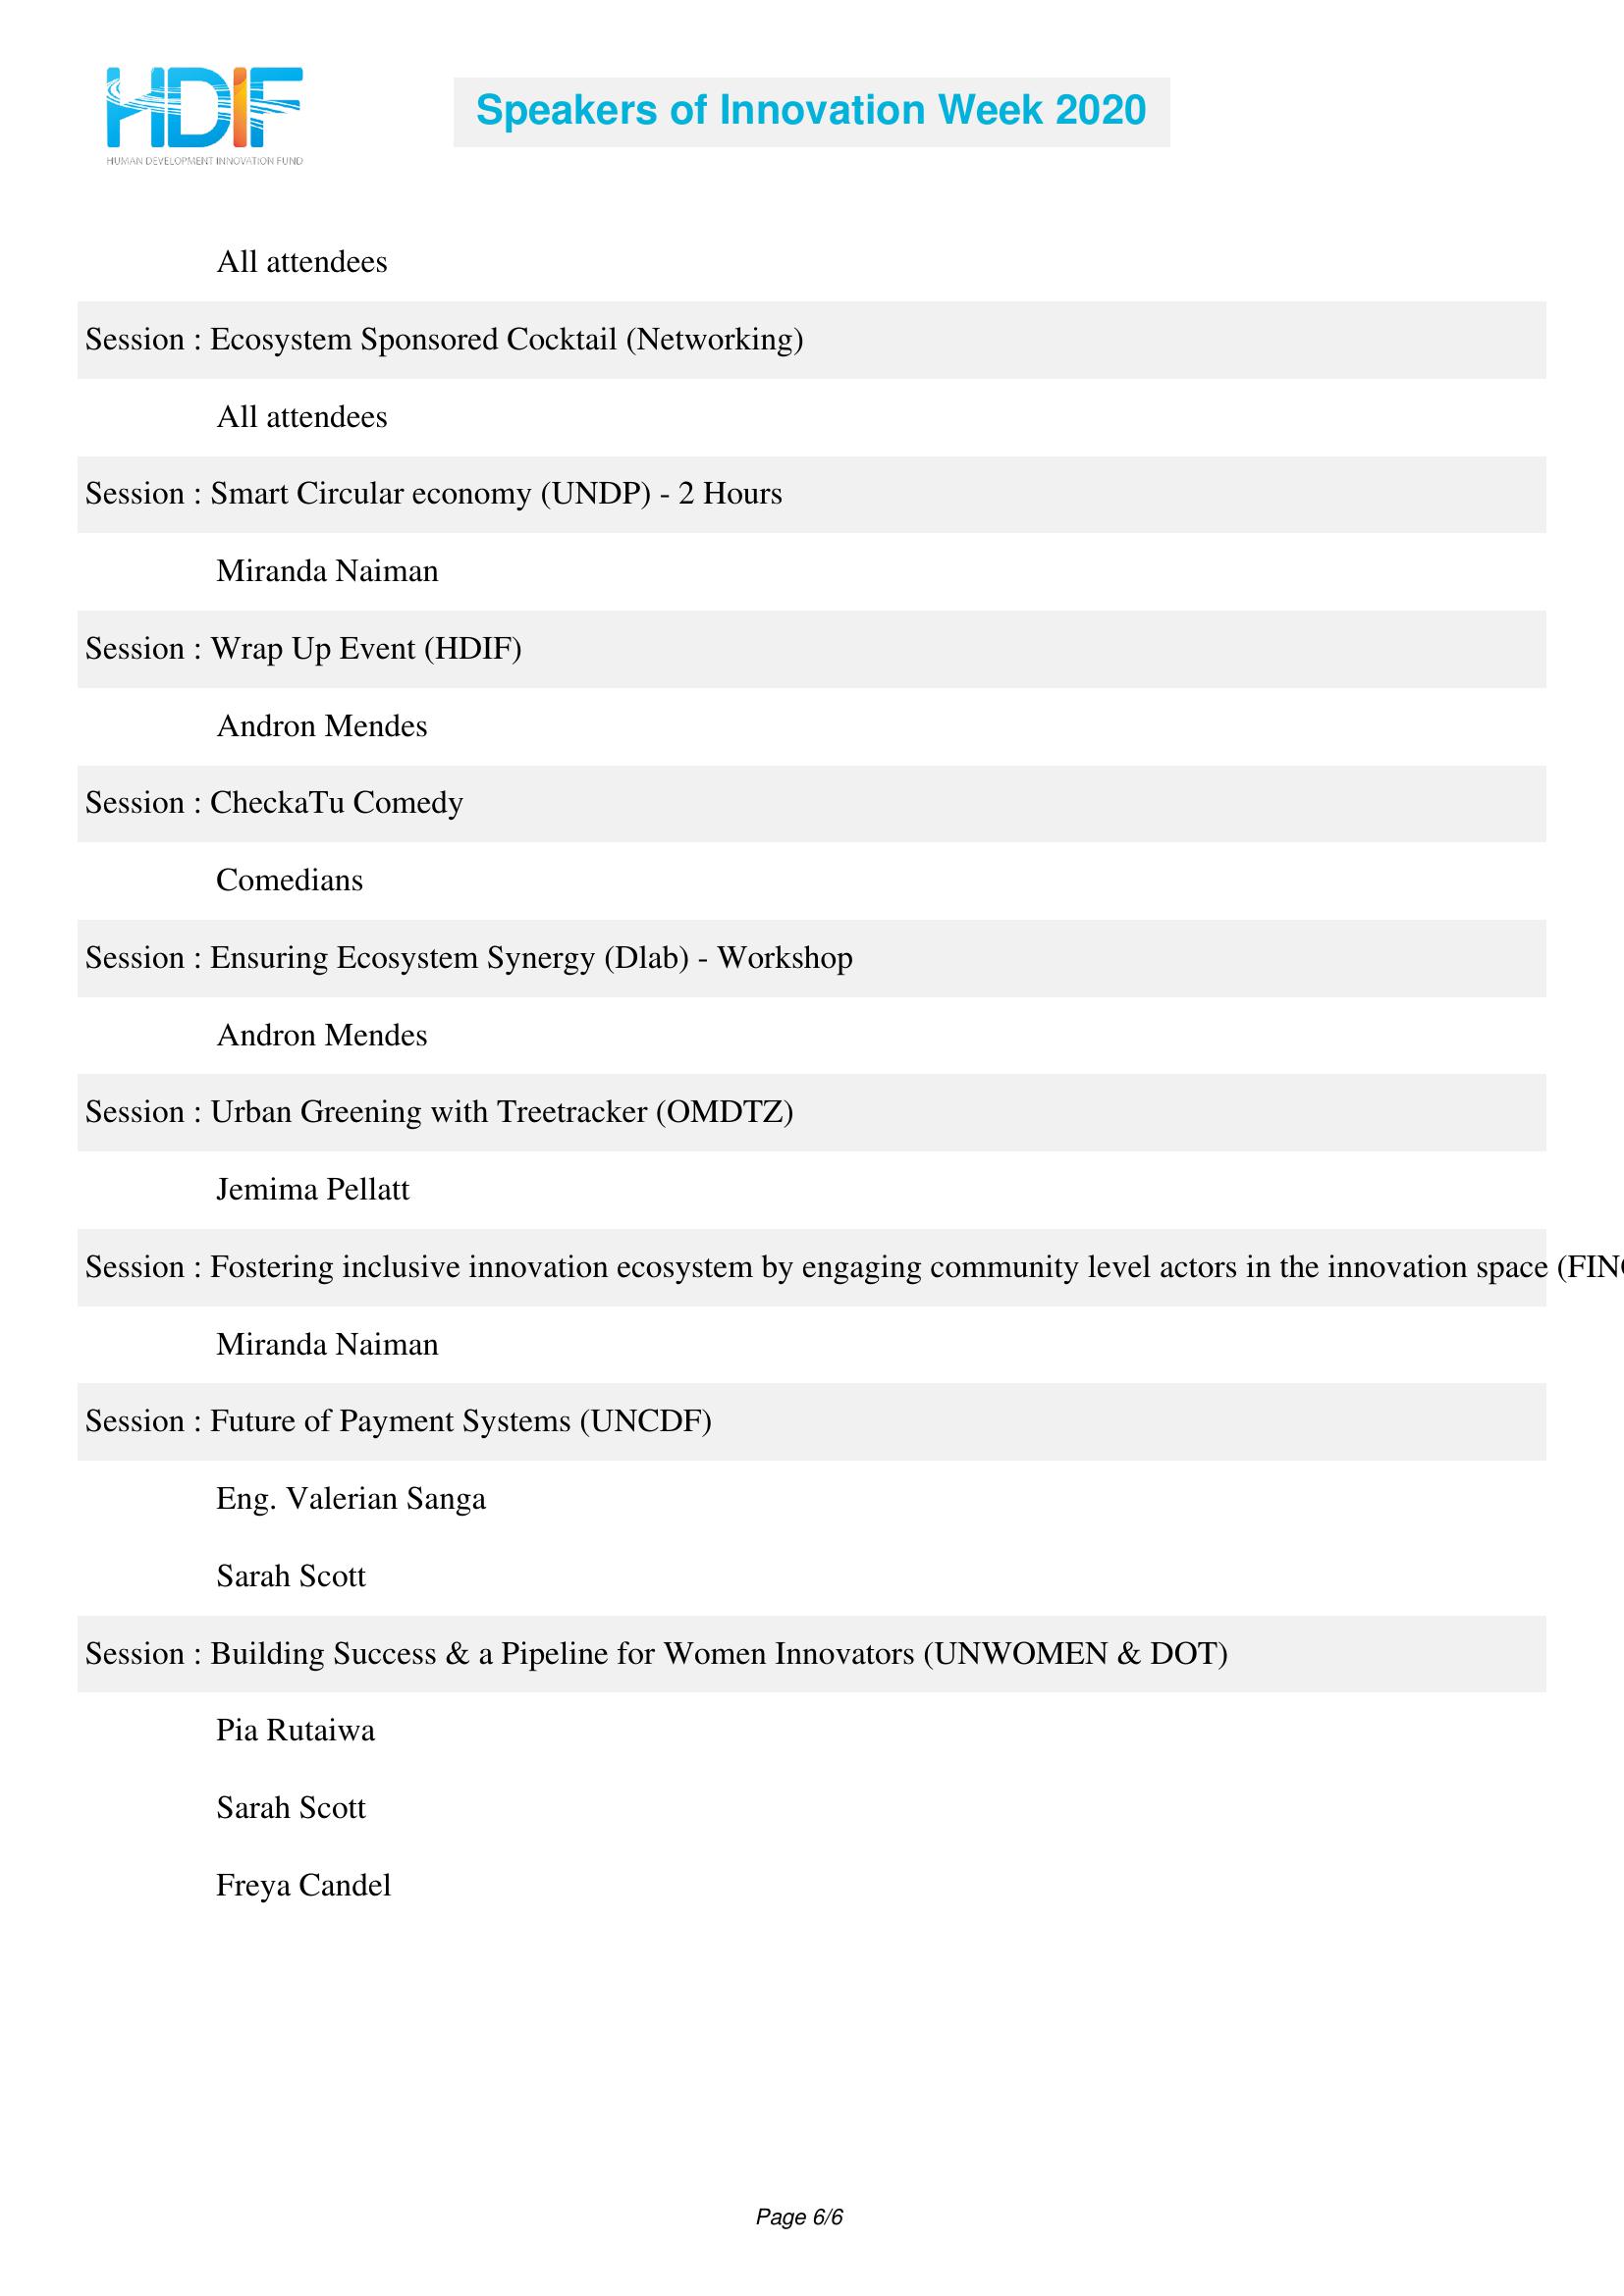 HDIF
HUMAN DEVELOPMENT INNOVATION FUND
Speakers of Innovation Week 2020
All attendees
Session : Ecosystem Sponsored Cocktail (Networking)
All attendees
Session : Smart Circular economy (UNDP) - 2 Hours
Miranda Naiman
Session : Wrap Up Event (HDIF)
Andron Mendes
Session : CheckaTu Comedy
Comedians
Session : Ensuring Ecosystem Synergy (Dlab) - Workshop
Andron Mendes
Session : Urban Greening with Treetracker (OMDTZ)
Jemima Pellatt
Session : Fostering inclusive innovation ecosystem by engaging community level actors in the innovation space
Miranda Naiman
Session : Future of Payment Systems (UNCDF)
Eng. Valerian Sanga
Sarah Scott
Session : Building Success & a Pipeline for Women Innovators (UNWOMEN & DOT)
Pia Rutaiwa
Sarah Scott
Freya Candel
Page 6/6